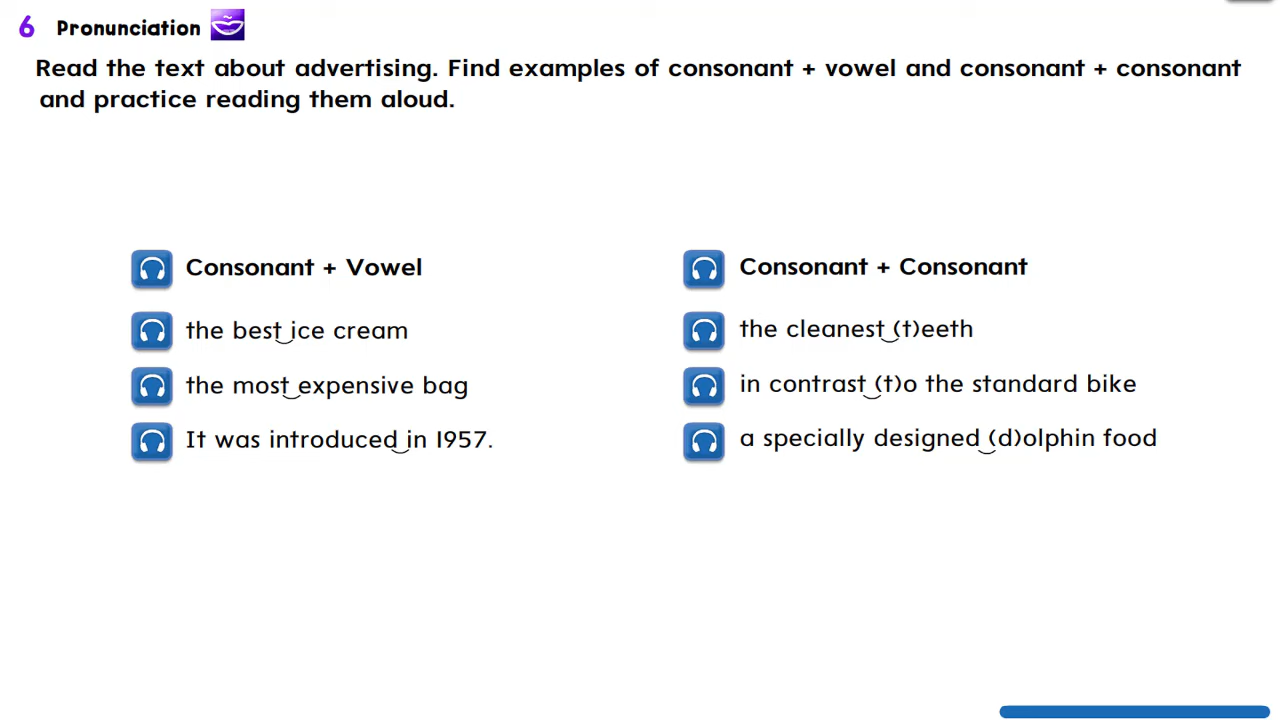 6 Pronunciation
Read the text about advertising. Find examples of consonant + vowel and consonant + consonant
and practice reading them aloud.
Consonant + Vowel
the best ice cream
the most expensive bag
It was introduced in 1957.
Consonant + Consonant
the cleanest (t)eeth
in contrast (t)o the standard bike
a specially designed (d)olphin food